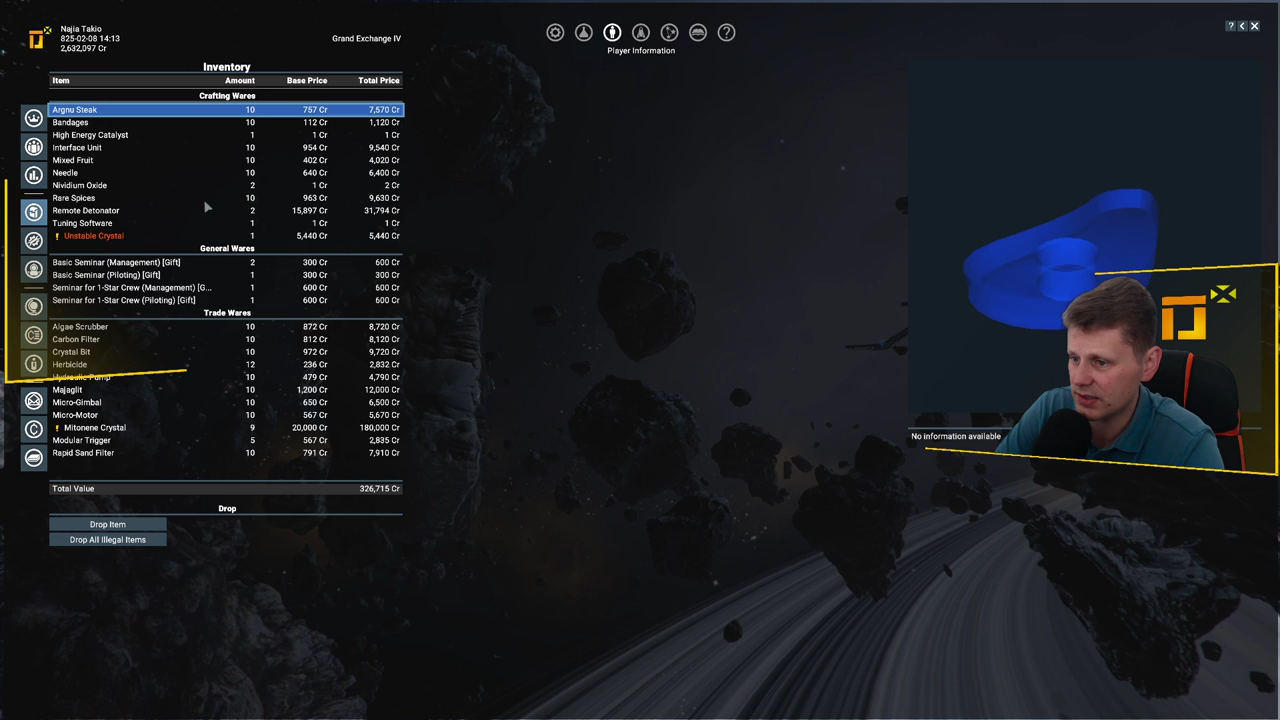 Najia Takio
825-02-08 14:13
2,632,097 Cr
Grand Exchange IV
Player Information
Inventory
Item Amount Base Price Total Price
Crafting Wares
Argnu Steak 10 757 Cr 7,570 Cr
Bandages 10 112 Cr 1,120 Cr
High Energy Catalyst 1 1 Cr 1 Cr
Interface Unit 10 954 Cr 9,540 Cr
Mixed Fruit 10 402 Cr 4,020 Cr
Needle 10 640 Cr 6,400 Cr
Nividium Oxide 2 1 Cr 2 Cr
Rare Spices 10 963 Cr 9,630 Cr
Remote Detonator 2 15,897 Cr 31,794 Cr
Tuning Software 1 1 Cr 1 Cr
! Unstable Crystal 1 5,440 Cr 5,440 Cr
General Wares
Basic Seminar (Management) [Gift] 2 300 Cr 600 Cr
Basic Seminar (Piloting) [Gift] 1 300 Cr 300 Cr
Seminar for 1-Star Crew (Management) [G... 1 600 Cr 600 Cr
Seminar for 1-Star Crew (Piloting) [Gift] 1 600 Cr 600 Cr
Trade Wares
Algae Scrubber 10 872 Cr 8,720 Cr
Carbon Filter 10 812 Cr 8,120 Cr
Crystal Bit 10 972 Cr 9,720 Cr
Herbicide 12 236 Cr 2,832 Cr
Hydraulic Pump 10 479 Cr 4,790 Cr
Majaglit 10 1,200 Cr 12,000 Cr
Micro-Gimbal 10 650 Cr 6,500 Cr
Micro-Motor 10 567 Cr 5,670 Cr
! Mitonene Crystal 9 20,000 Cr 180,000 Cr
Modular Trigger 5 567 Cr 2,835 Cr
Rapid Sand Filter 10 791 Cr 7,910 Cr
Total Value 326,715 Cr
Drop
Drop Item
Drop All Illegal Items
No information available